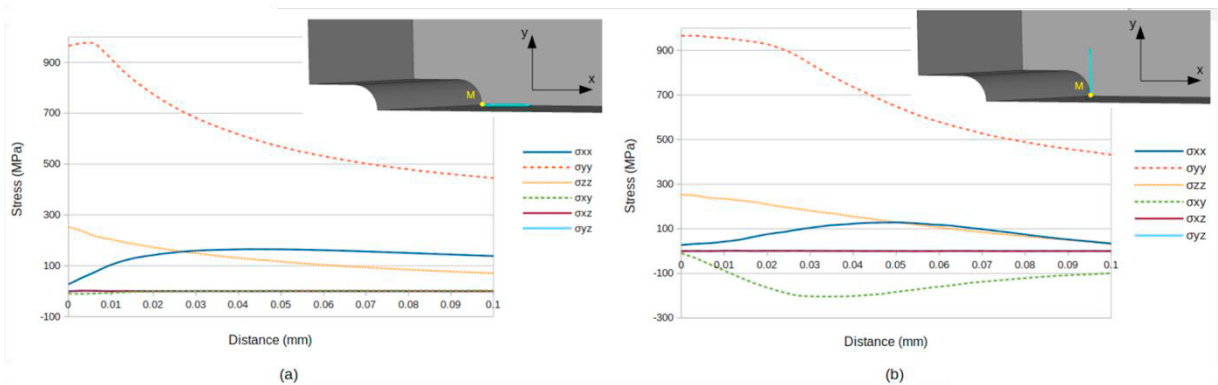 900
700
500
300
100
-100
Stress (MPa)
0 0.01 0.02 0.03 0.04 0.05 0.06 0.07 0.08 0.09 0.1
Distance (mm)
y
x
M
σxx
σyy
σzz
σxy
σxz
σyz
(a)
900
700
500
300
100
-100
-300
Stress (MPa)
0 0.01 0.02 0.03 0.04 0.05 0.06 0.07 0.08 0.09 0.1
Distance (mm)
y
x
M
σxx
σyy
σzz
σxy
σxz
σyz
(b)